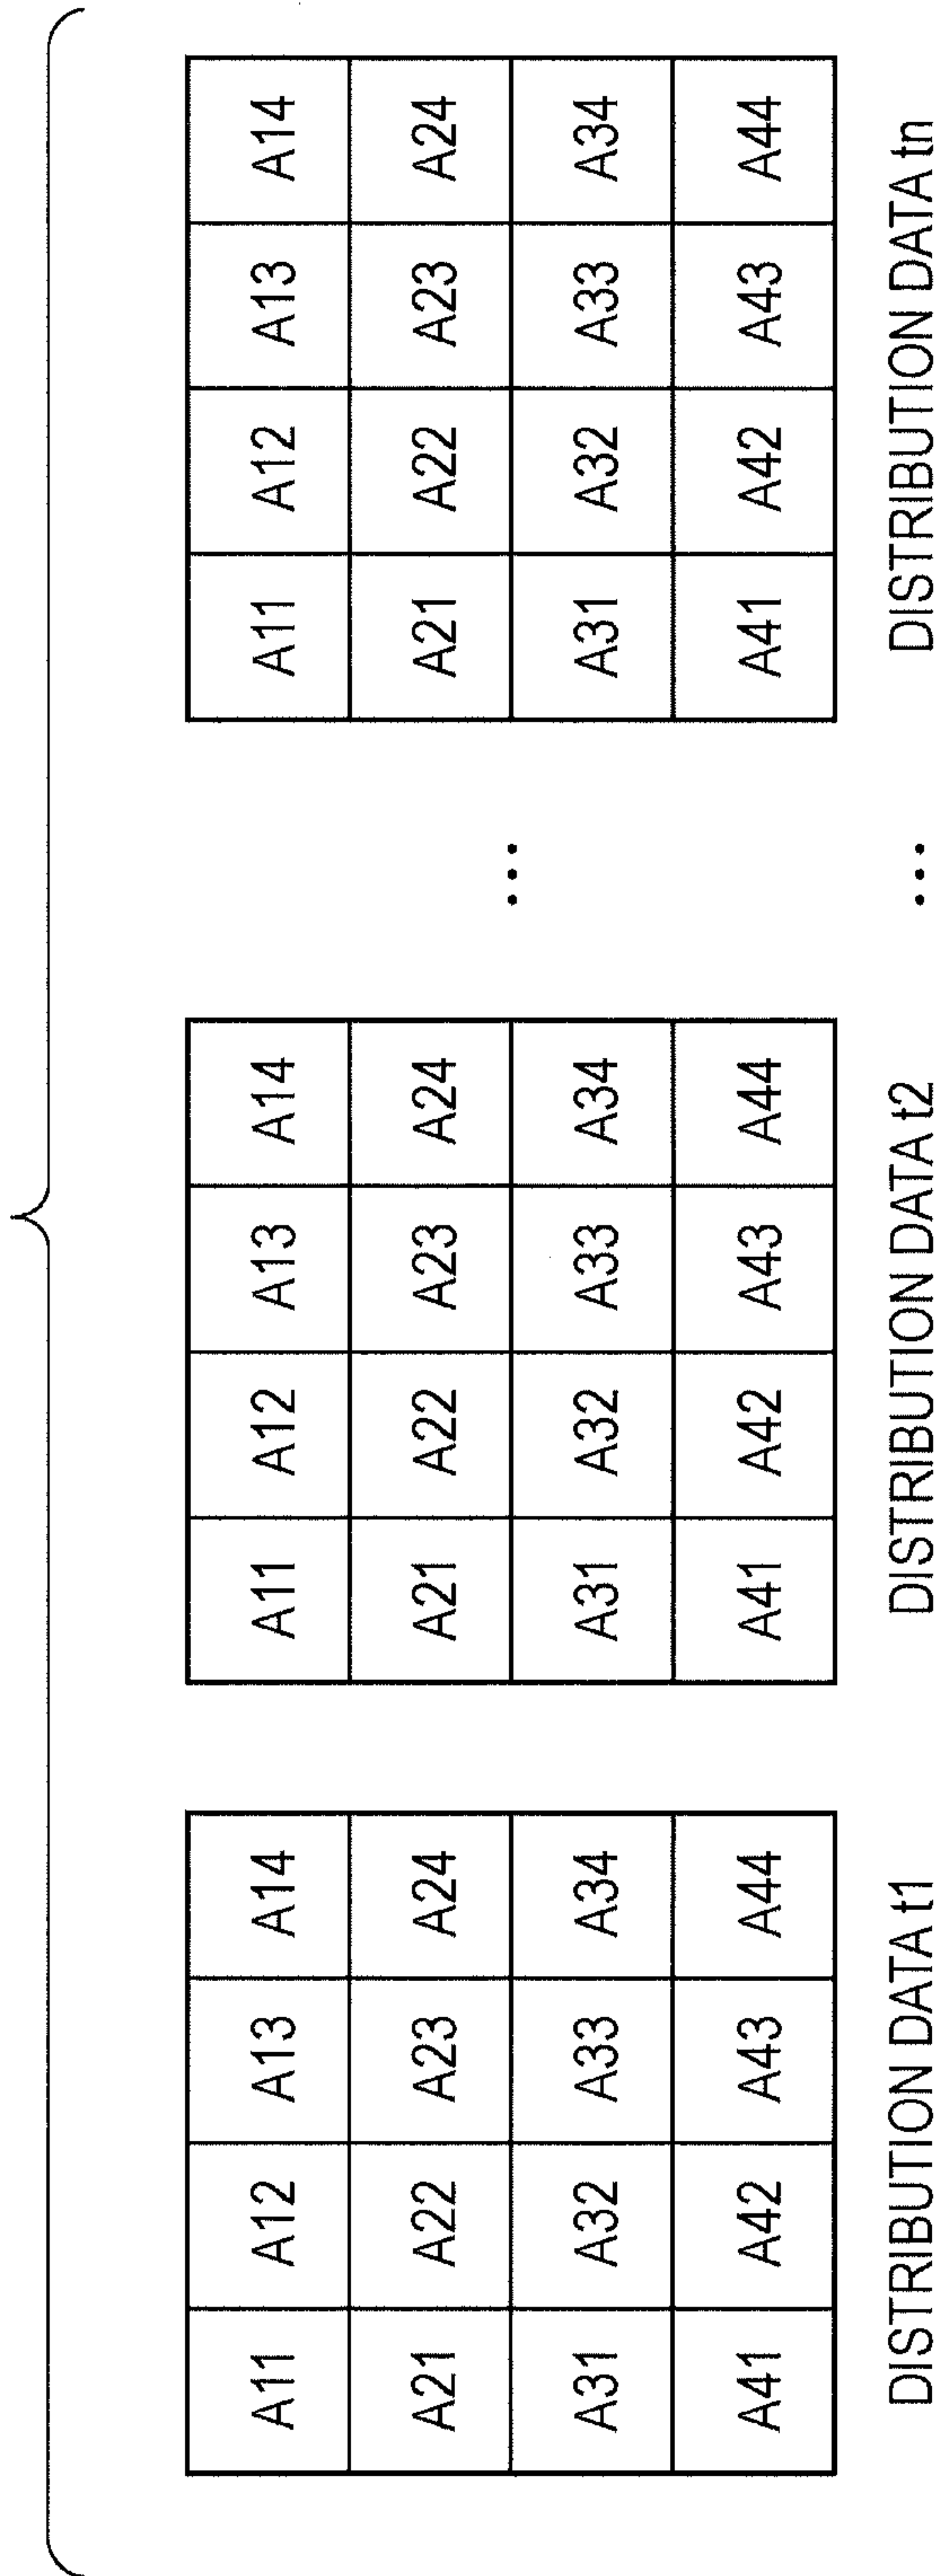 A11 A12 A13 A14
A21 A22 A23 A24
A31 A32 A33 A34
A41 A42 A43 A44
DISTRIBUTION DATA t1
A11 A12 A13 A14
A21 A22 A23 A24
A31 A32 A33 A34
A41 A42 A43 A44
DISTRIBUTION DATA t2
...
...
A11 A12 A13 A14
A21 A22 A23 A24
A31 A32 A33 A34
A41 A42 A43 A44
DISTRIBUTION DATA tn